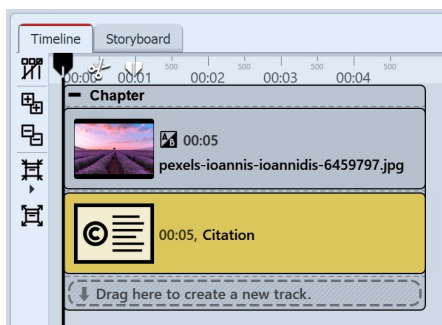 Timeline Storyboard
500 500 500 500
00:00 00:01 00:02 00:03 00:04
Chapter
A B 00:05
pexels-ioannis-ioannidis-6459797.jpg
© 00:05, Citation
Drag here to create a new track.